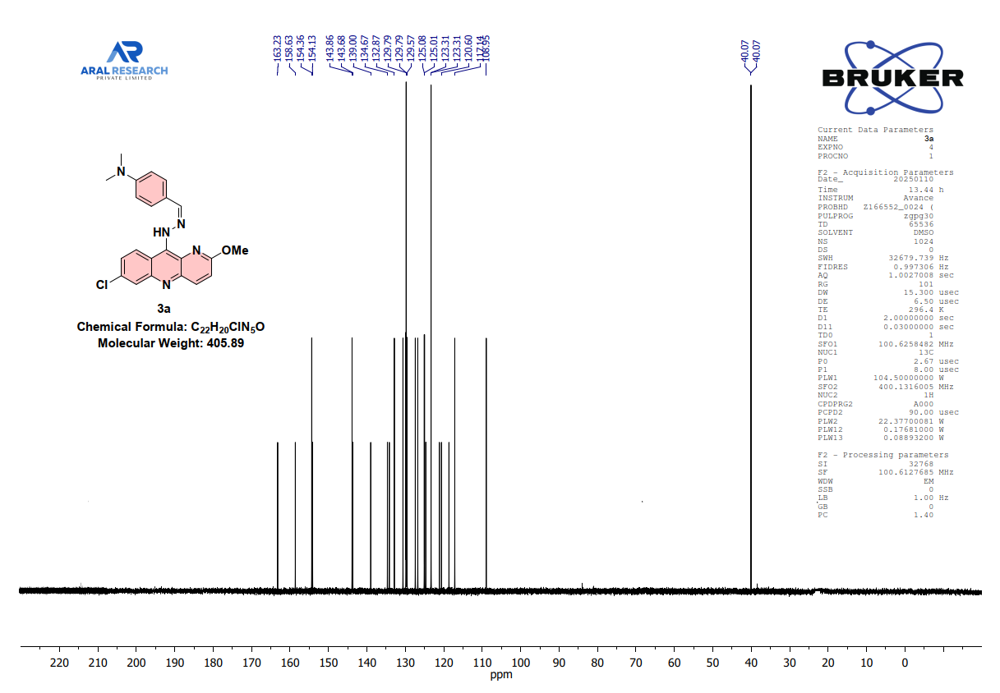 163.23
158.63
154.36
154.13
143.86
143.68
139.00
134.67
132.87
129.79
129.79
129.57
125.08
125.01
123.31
123.31
120.60
117.14
108.95
40.07
40.07
AR
ARAL RESEARCH
PRIVATE LIMITED
BRUKER
N
N
HN
N
OMe
Cl
N
3a
Chemical Formula: C22H20ClN5O
Molecular Weight: 405.89
Current Data Parameters
NAME 3a
EXPNO 4
PROCNO 1
F2 - Acquisition Parameters
Date_ 20250110
Time 13.44 h
INSTRUM Avance
PROBHD Z166552_0024 (
PULPROG zgpg30
TD 65536
SOLVENT DMSO
NS 1024
DS 0
SWH 32679.739 Hz
FIDRES 0.997306 Hz
AQ 1.0027008 sec
RG 101
DW 15.300 usec
DE 6.50 usec
TE 296.4 K
D1 2.00000000 sec
D11 0.03000000 sec
TD0 1
SFO1 100.6258482 MHz
NUC1 13C
P0 2.67 usec
P1 8.00 usec
PLW1 104.50000000 W
SFO2 400.1316005 MHz
NUC2 1H
CPDPRG2 A000
PCPD2 90.00 usec
PLW2 22.37700081 W
PLW12 0.17681000 W
PLW13 0.08893200 W
F2 - Processing parameters
SI 32768
SF 100.6127685 MHz
WDW EM
SSB 0
LB 1.00 Hz
GB 0
PC 1.40
220 210 200 190 180 170 160 150 140 130 120 110 100 90 80 70 60 50 40 30 20 10 0
ppm